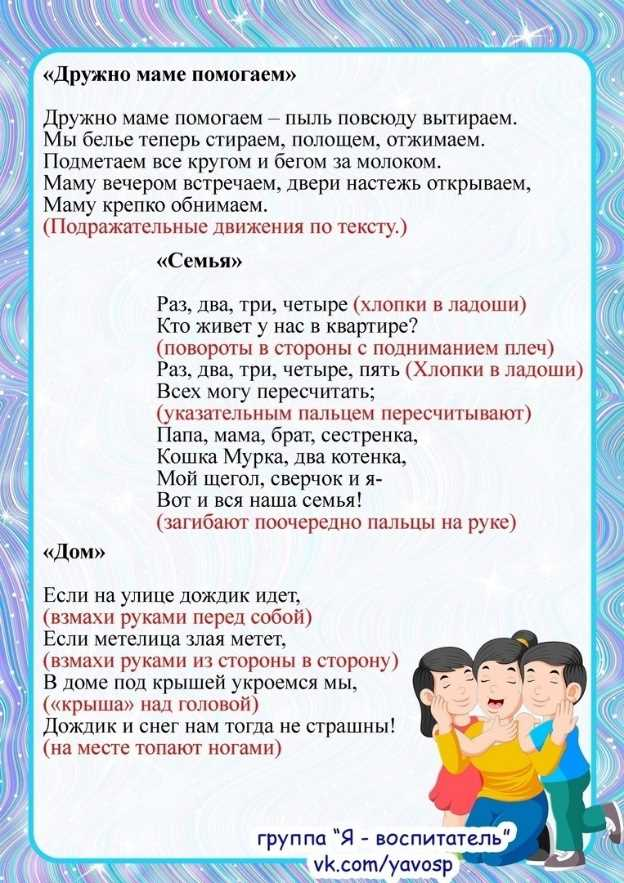 «Дружно маме помогаем»
Дружно маме помогаем – пыль повсюду вытираем.
Мы белье теперь стираем, полощем, отжимаем.
Подметаем все кругом и бегом за молоком.
Маму вечером встречаем, двери настежь открываем,
Маму крепко обнимаем.
(Подражательные движения по тексту.)
«Семья»
Раз, два, три, четыре (хлопки в ладоши)
Кто живет у нас в квартире?
(повороты в стороны с подниманием плеч)
Раз, два, три, четыре, пять (Хлопки в ладоши)
Всех могу пересчитать;
(указательным пальцем пересчитывают)
Папа, мама, брат, сестренка,
Кошка Мурка, два котенка,
Мой щегол, сверчок и я-
Вот и вся наша семья!
(загибают поочередно пальцы на руке)
«Дом»
Если на улице дождик идет,
(взмахи руками перед собой)
Если метелица злая метет,
(взмахи руками из стороны в сторону)
В доме под крышей укроемся мы,
(«крыша» над головой)
Дождик и снег нам тогда не страшны!
(на месте топают ногами)
группа "Я - воспитатель"
vk.com/yavosp